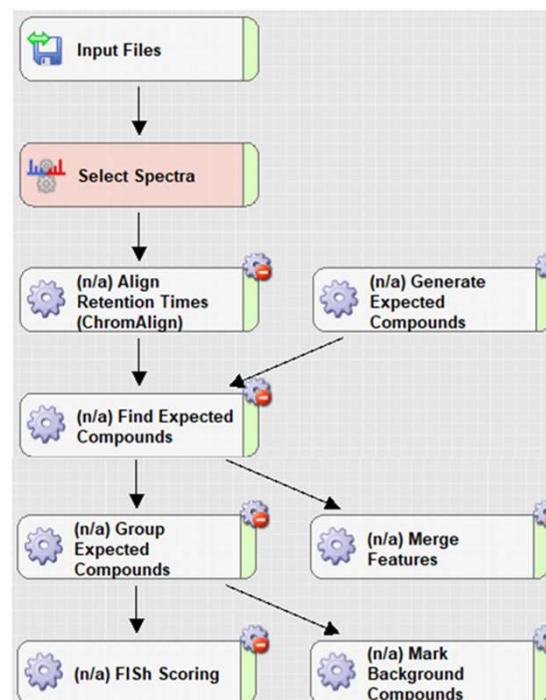 Input Files
Select Spectra
(n/a) Align
Retention Times
(ChromAlign)
(n/a) Generate
Expected
Compounds
(n/a) Find Expected
Compounds
(n/a) Group
Expected
Compounds
(n/a) Merge
Features
(n/a) FISh Scoring
(n/a) Mark
Background
Compounds